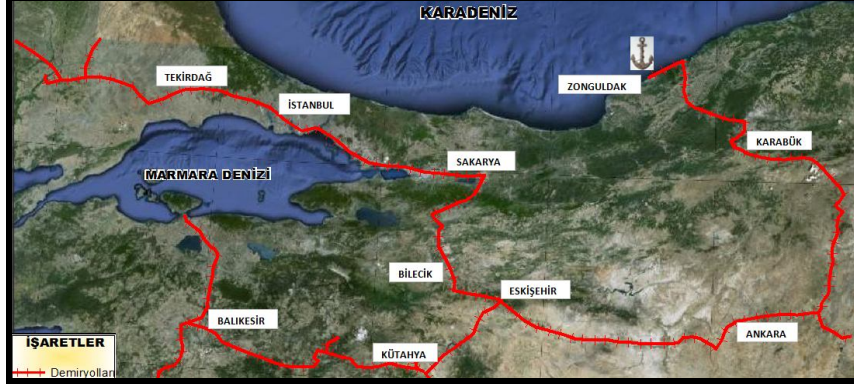 KARADENİZ
ZONGULDAK
TEKİRDAĞ
İSTANBUL
KARABÜK
SAKARYA
MARMARA DENİZİ
BİLECİK
ESKİŞEHİR
BALIKESİR
ANKARA
KÜTAHYA
İŞARETLER
Demiryolları